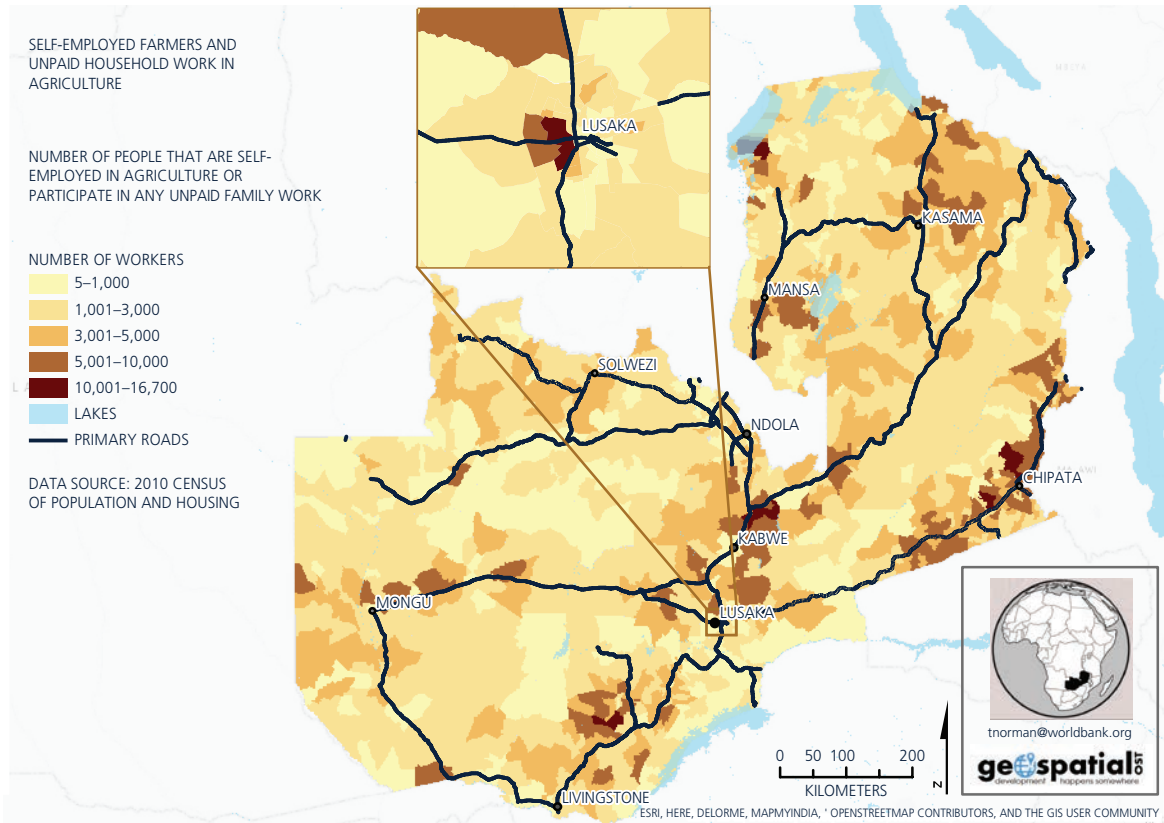 SELF-EMPLOYED FARMERS AND
UNPAID HOUSEHOLD WORK IN
AGRICULTURE
NUMBER OF PEOPLE THAT ARE SELF-
EMPLOYED IN AGRICULTURE OR
PARTICIPATE IN ANY UNPAID FAMILY WORK
NUMBER OF WORKERS
5–1,000
1,001–3,000
3,001–5,000
5,001–10,000
10,001–16,700
LAKES
PRIMARY ROADS
DATA SOURCE: 2010 CENSUS
OF POPULATION AND HOUSING
LUSAKA
KASAMA
MANSA
SOLWEZI
NDOLA
CHIPATA
KABWE
MONGU
LUSAKA
LIVINGSTONE
0 50 100 200
KILOMETERS
N
tnorman@worldbank.org
geospatial OST
development happens somewhere
ESRI, HERE, DELORME, MAPMYINDIA, ' OPENSTREETMAP CONTRIBUTORS, AND THE GIS USER COMMUNITY